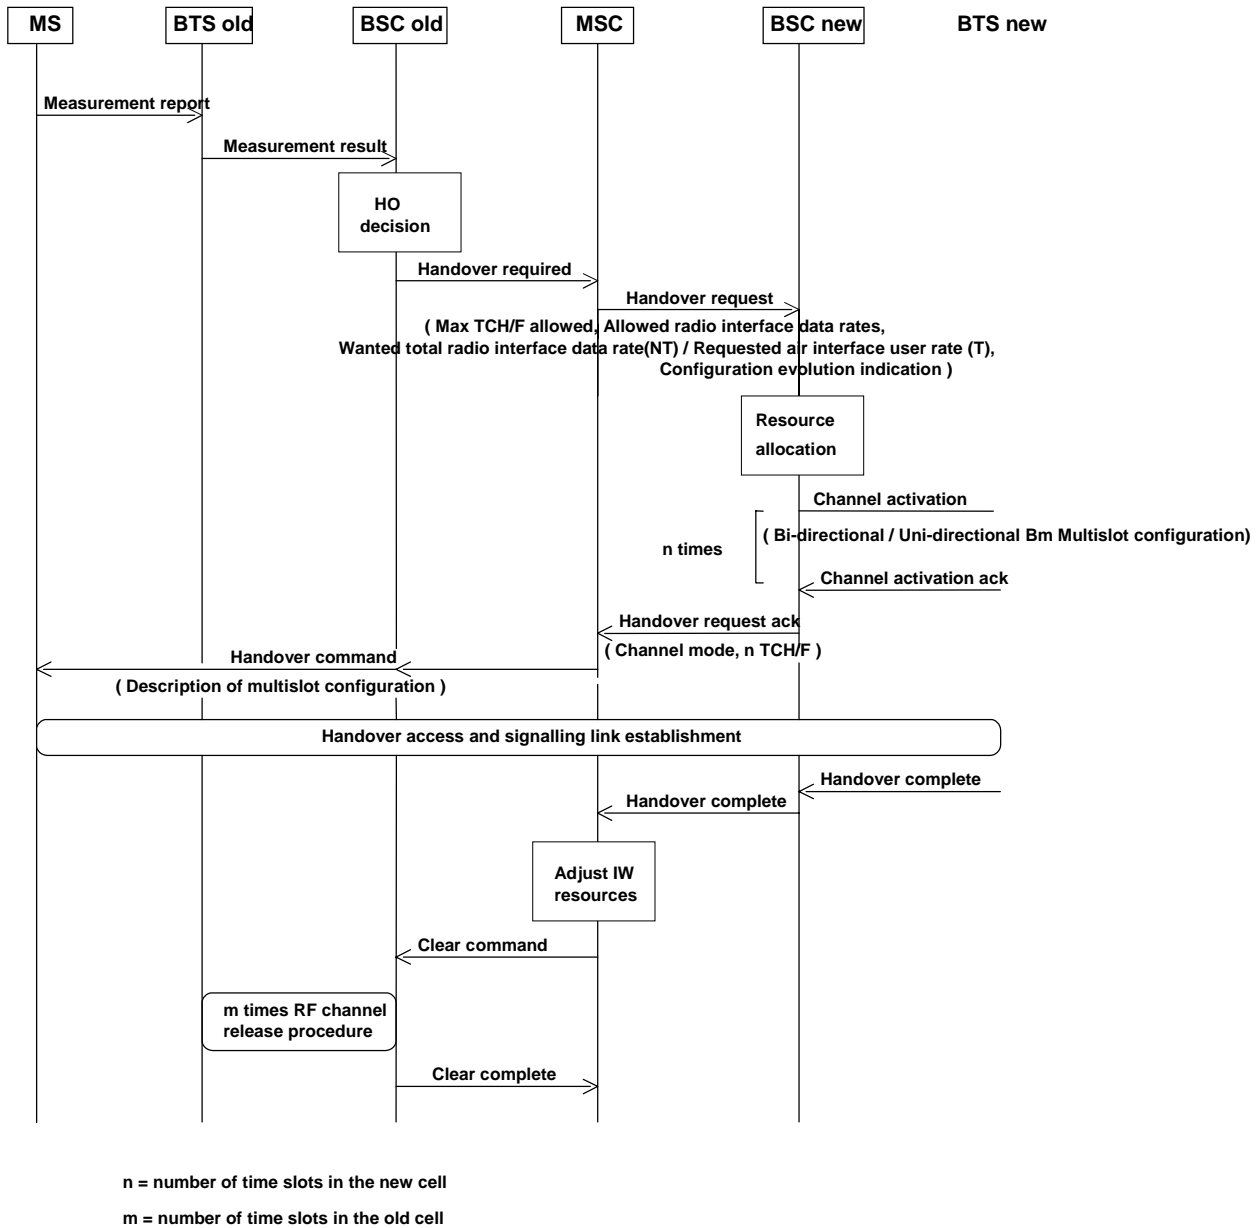 MS BTS old BSC old MSC BSC new BTS new
Measurement report
Measurement result
HO
decision
Handover required
Handover request
( Max TCH/F allowed, Allowed radio interface data rates,
Wanted total radio interface data rate(NT) / Requested air interface user rate (T),
Configuration evolution indication )
Resource
allocation
Channel activation
( Bi-directional / Uni-directional Bm Multislot configuration)
n times
Channel activation ack
Handover request ack
( Channel mode, n TCH/F )
Handover command
( Description of multislot configuration )
Handover access and signalling link establishment
Handover complete
Handover complete
Adjust IW
resources
Clear command
m times RF channel
release procedure
Clear complete
n = number of time slots in the new cell
m = number of time slots in the old cell